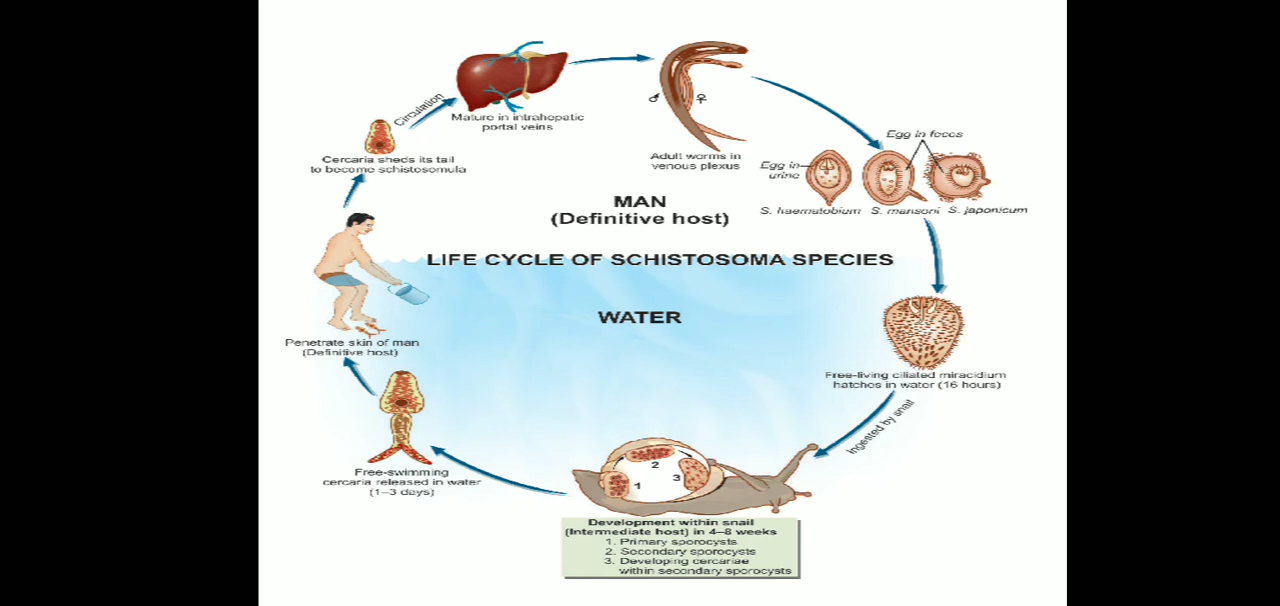 Circulation
Mature in intrahepatic
portal veins
Cercaria sheds its tail
to become schistosomula
♂
♀
Adult worms in
venous plexus
Egg in feces
Egg in
urine
S. haematobium
S. mansoni
S. japonicum
MAN
(Definitive host)
LIFE CYCLE OF SCHISTOSOMA SPECIES
WATER
Penetrate skin of man
(Definitive host)
Free-living ciliated miracidium
hatches in water (16 hours)
Ingested by snail
Free-swimming
cercaria released in water
(1–3 days)
1
2
3
Development within snail
(Intermediate host) in 4–8 weeks
1. Primary sporocysts
2. Secondary sporocysts
3. Developing cercariae
within secondary sporocysts